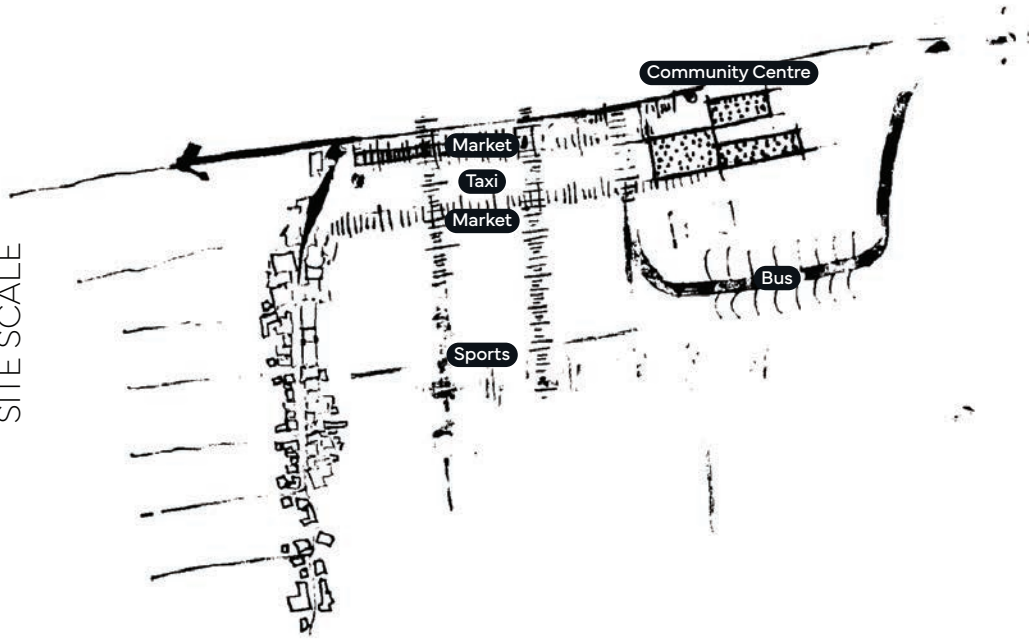 Community Centre
Market
Taxi
Market
Bus
Sports
SITE SCALE